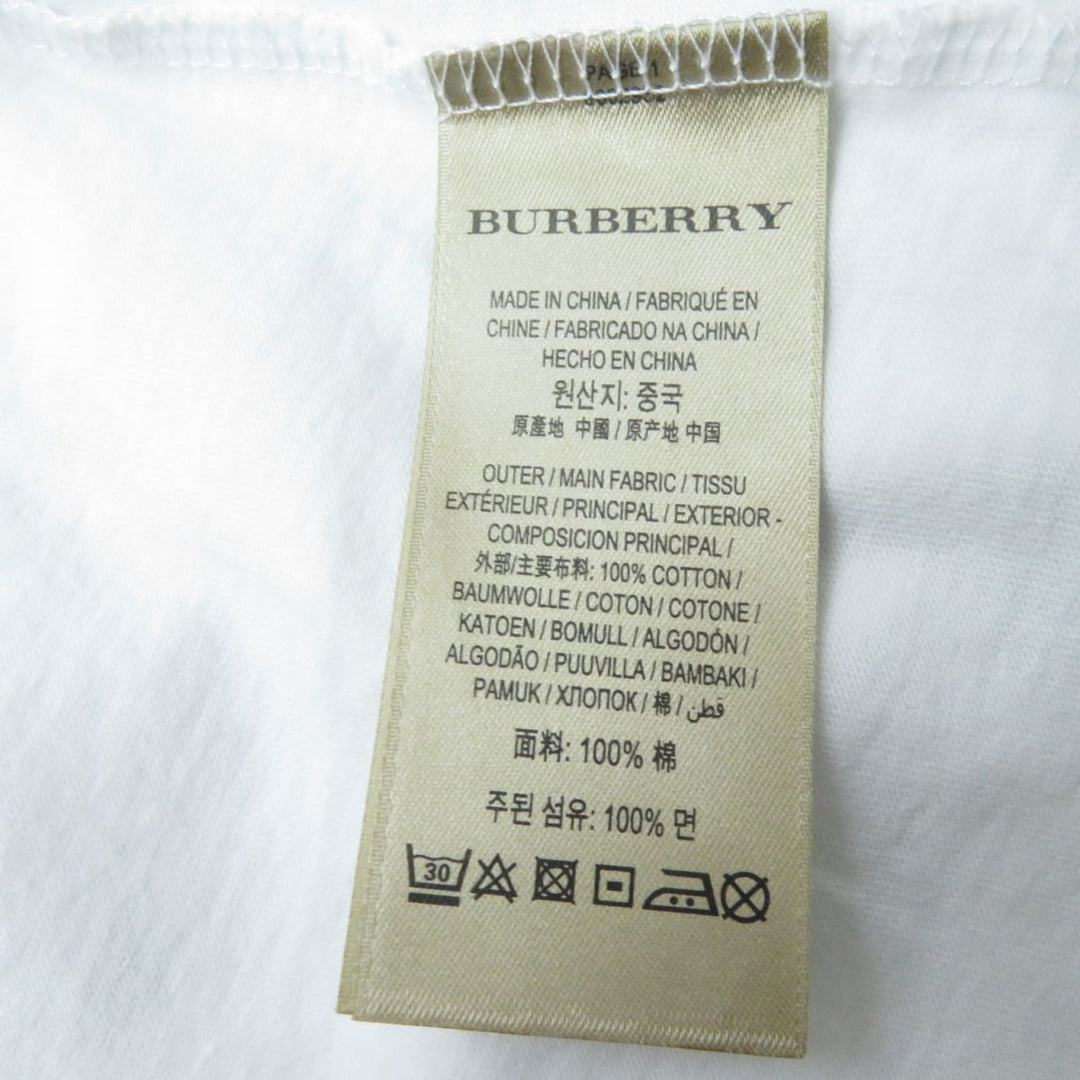 PAGE 1
BURBERRY
MADE IN CHINA / FABRIQUÉ EN
CHINE / FABRICADO NA CHINA /
HECHO EN CHINA
원산지: 중국
原產地 中國 / 原产地 中国
OUTER / MAIN FABRIC / TISSU
EXTÉRIEUR / PRINCIPAL / EXTERIOR -
COMPOSICION PRINCIPAL /
外部/主要布料: 100% COTTON /
BAUMWOLLE / COTON / COTONE /
KATOEN / BOMULL / ALGODÓN /
ALGODÃO / PUUVILLA / BAMBAKI /
PAMUK / ХЛОПОК / 棉 / قطن
面料: 100% 棉
주된 섬유: 100% 면
30